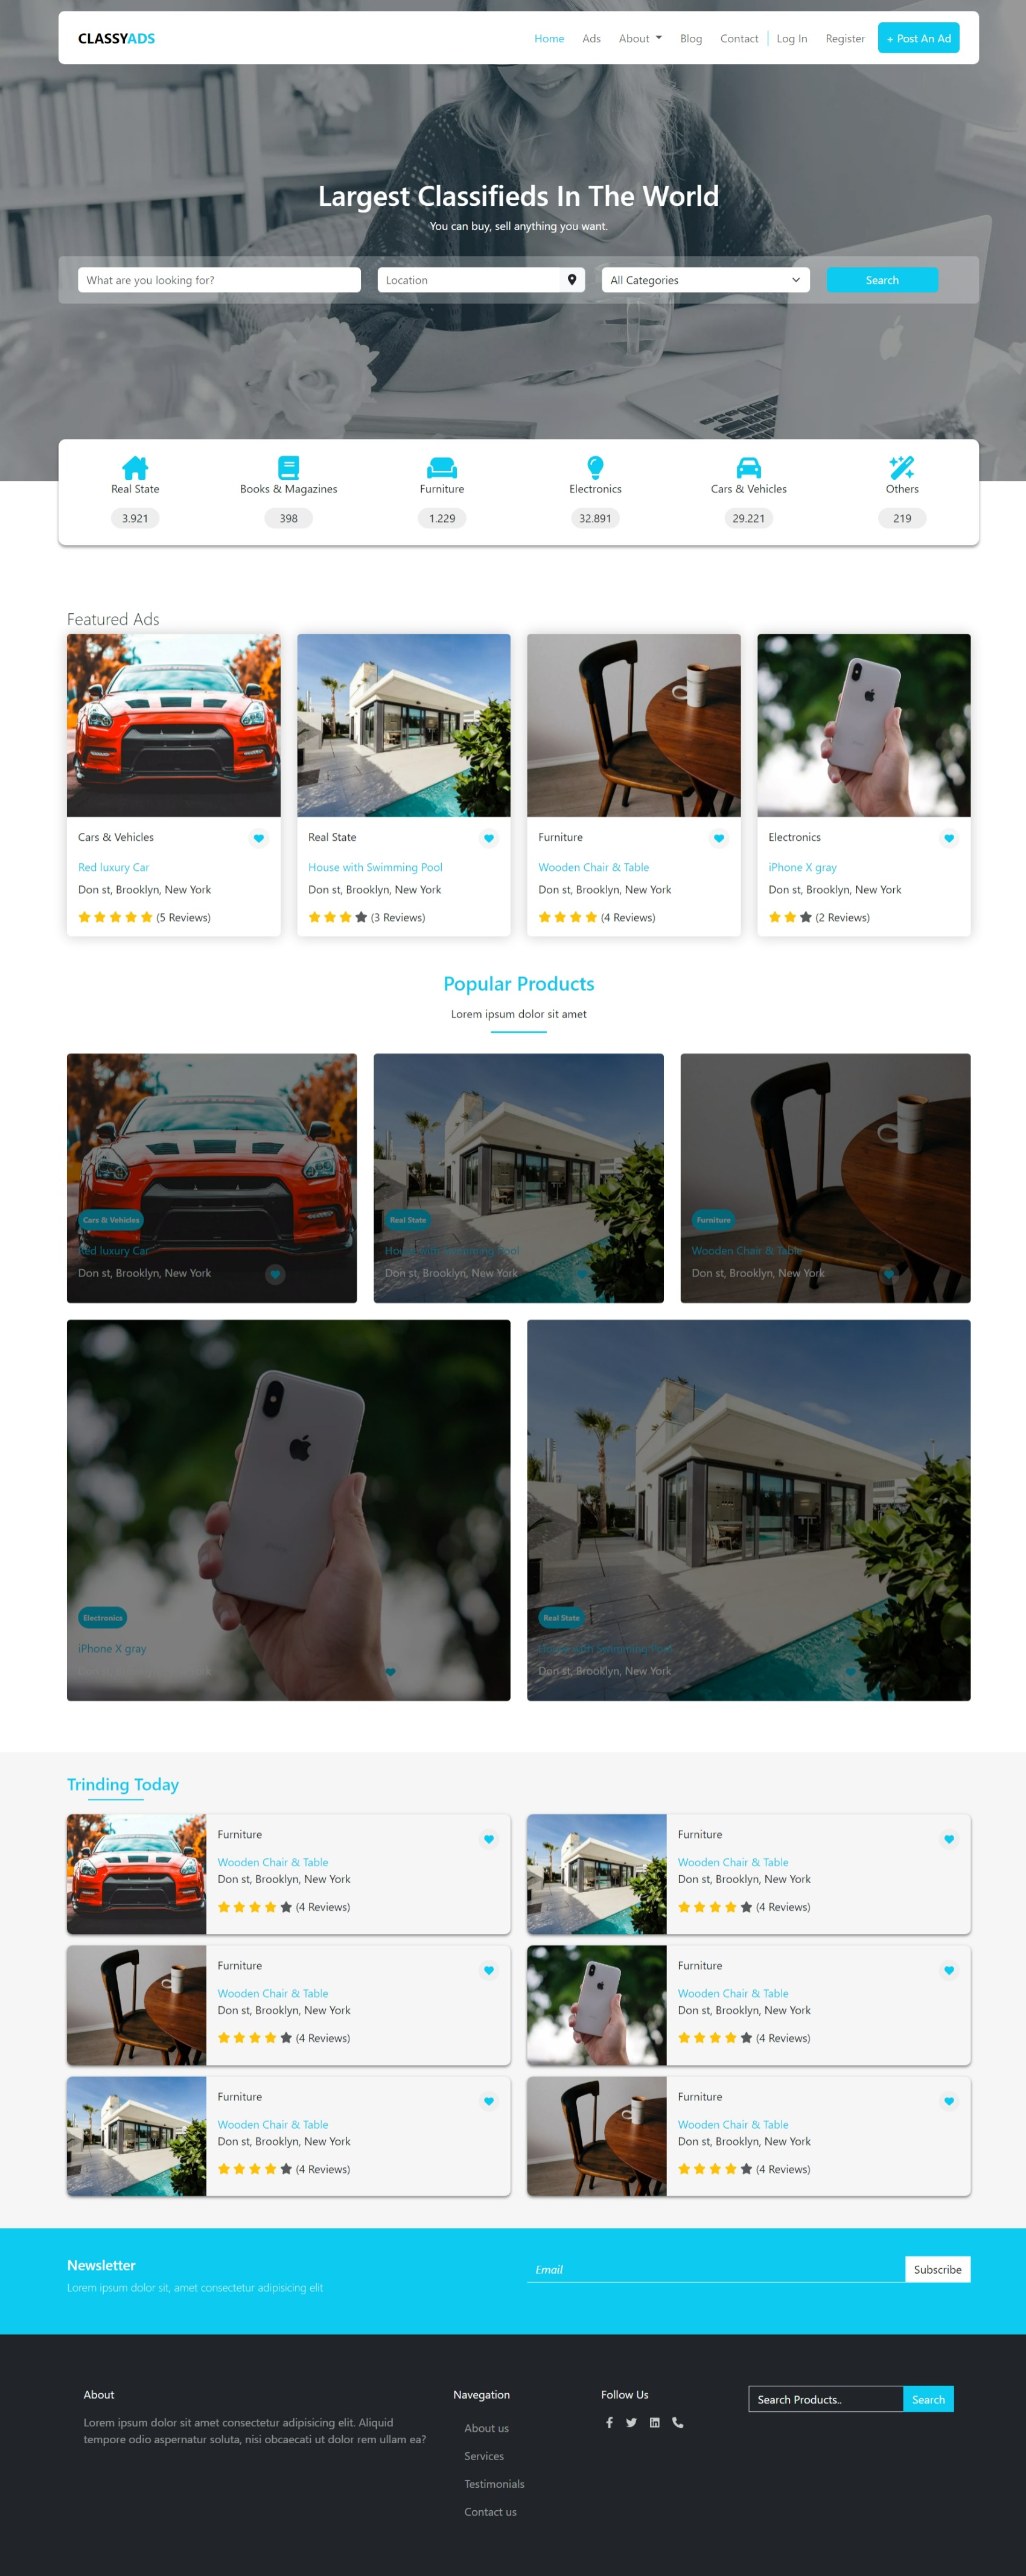 CLASSYADS
Home Ads About Blog Contact Log In Register + Post An Ad
Largest Classifieds In The World
You can buy, sell anything you want.
What are you looking for? Location All Categories Search
Real State Books & Magazines Furniture Electronics Cars & Vehicles Others
3.921 398 1.229 32.891 29.221 219
Featured Ads
Cars & Vehicles Real State Furniture Electronics
Red luxury Car House with Swimming Pool Wooden Chair & Table iPhone X gray
Don st, Brooklyn, New York Don st, Brooklyn, New York Don st, Brooklyn, New York Don st, Brooklyn, New York
(5 Reviews) (3 Reviews) (4 Reviews) (2 Reviews)
Popular Products
Lorem ipsum dolor sit amet
Cars & Vehicles Real State Furniture
Red luxury Car House with Swimming Pool Wooden Chair & Table
Don st, Brooklyn, New York Don st, Brooklyn, New York Don st, Brooklyn, New York
Electronics Real State
iPhone X gray House with Swimming Pool
Don st, Brooklyn, New York
Trinding Today
Furniture Furniture
Wooden Chair & Table Wooden Chair & Table
Don st, Brooklyn, New York Don st, Brooklyn, New York
(4 Reviews) (4 Reviews)
Furniture Furniture
Wooden Chair & Table Wooden Chair & Table
Don st, Brooklyn, New York Don st, Brooklyn, New York
(4 Reviews) (4 Reviews)
Furniture Furniture
Wooden Chair & Table Wooden Chair & Table
Don st, Brooklyn, New York Don st, Brooklyn, New York
(4 Reviews) (4 Reviews)
Newsletter
Lorem ipsum dolor sit, amet consectetur adipisicing elit
Email Subscribe
About Navegation Follow Us Search Products.. Search
Lorem ipsum dolor sit amet consectetur adipisicing elit. Aliquid
tempore odio aspernatur soluta, nisi obcaecati ut dolor rem ullam ea?
About us
Services
Testimonials
Contact us